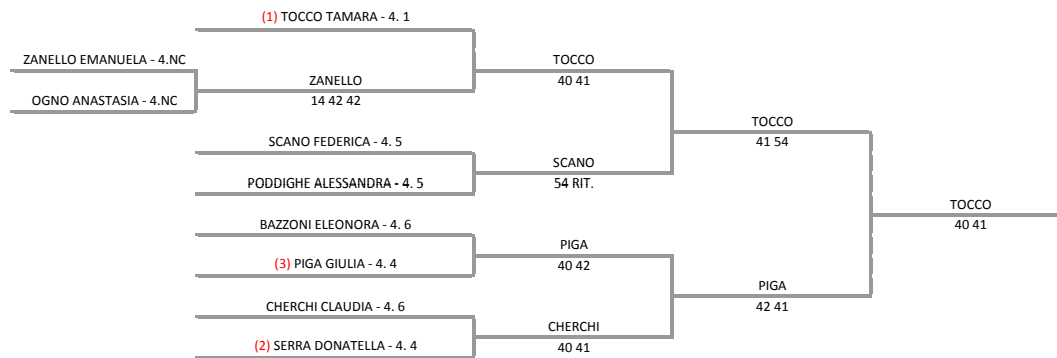 (1) TOCCO TAMARA - 4. 1
ZANELLO EMANUELA - 4.NC
TOCCO
40 41
ZANELLO
14 42 42
OGNO ANASTASIA - 4.NC
TOCCO
41 54
SCANO FEDERICA - 4. 5
SCANO
54 RIT.
PODDIGHE ALESSANDRA - 4. 5
TOCCO
40 41
BAZZONI ELEONORA - 4. 6
PIGA
40 42
(3) PIGA GIULIA - 4. 4
PIGA
42 41
CHERCHI CLAUDIA - 4. 6
CHERCHI
40 41
(2) SERRA DONATELLA - 4. 4